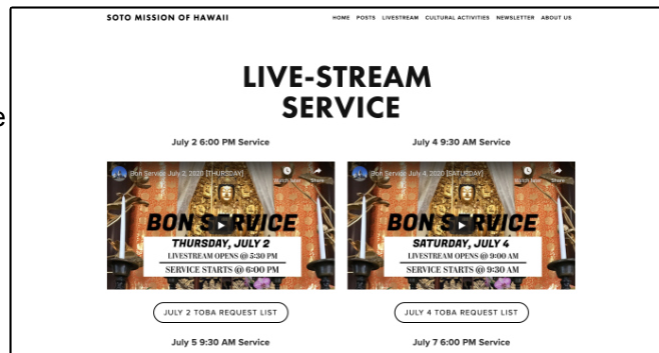 e
SOTO MISSION OF HAWAII
HOME POSTS LIVESTREAM CULTURAL ACTIVITIES NEWSLETTER ABOUT US
LIVE-STREAM
SERVICE
July 2 6:00 PM Service
July 4 9:30 AM Service
Bon Service July 2, 2020 [THURSDAY]
Share
BON SERVICE
THURSDAY, JULY 2
LIVESTREAM OPENS @ 5:30 PM
SERVICE STARTS @ 6:00 PM
Bon Service July 4, 2020 [SATURDAY]
Share
BON SERVICE
SATURDAY, JULY 4
LIVESTREAM OPENS @ 9:00 AM
SERVICE STARTS @ 9:30 AM
JULY 2 TOBA REQUEST LIST
JULY 4 TOBA REQUEST LIST
July 5 9:30 AM Service
July 7 6:00 PM Service